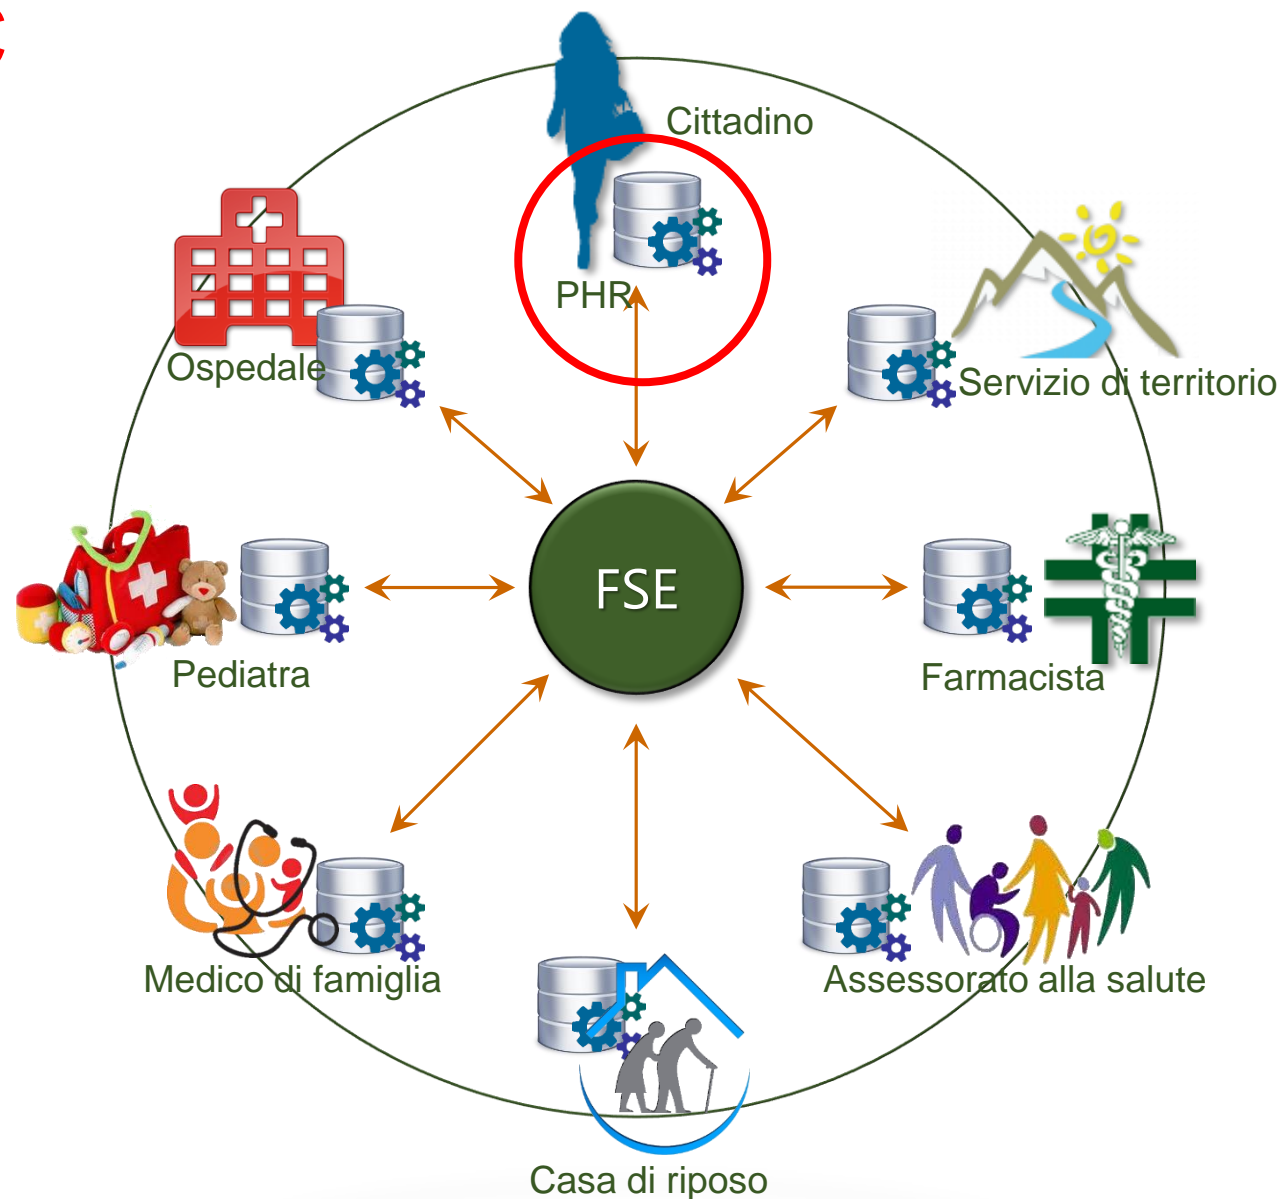 Cittadino
PHR
Ospedale
Servizio di territorio
FSE
Pediatra
Farmacista
Medico di famiglia
Assessorato alla salute
Casa di riposo